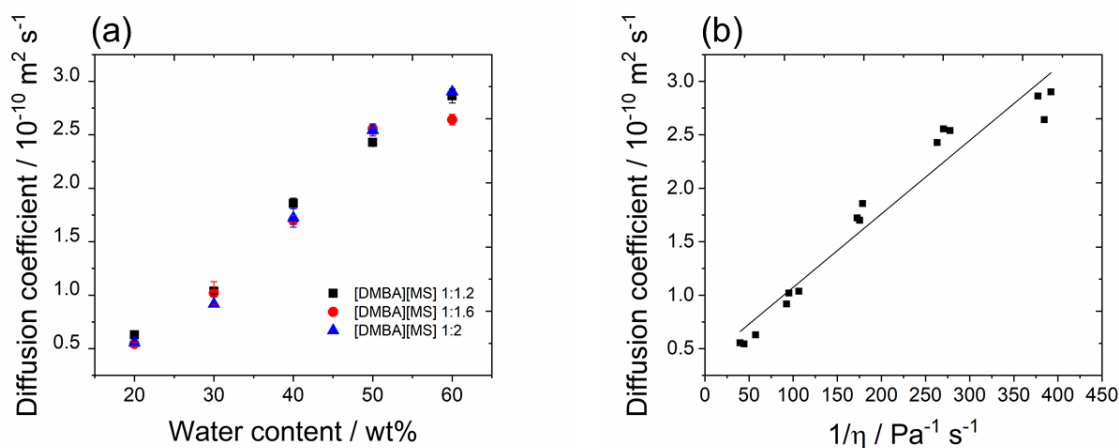 (a)
Diffusion coefficient / 10⁻¹⁰ m² s⁻¹
3.0
2.5
2.0
1.5
1.0
0.5
[DMBA][MS] 1:1.2
[DMBA][MS] 1:1.6
[DMBA][MS] 1:2
20 30 40 50 60
Water content / wt%
(b)
Diffusion coefficient / 10⁻¹⁰ m² s⁻¹
3.0
2.5
2.0
1.5
1.0
0.5
0 50 100 150 200 250 300 350 400 450
1/η / Pa⁻¹ s⁻¹